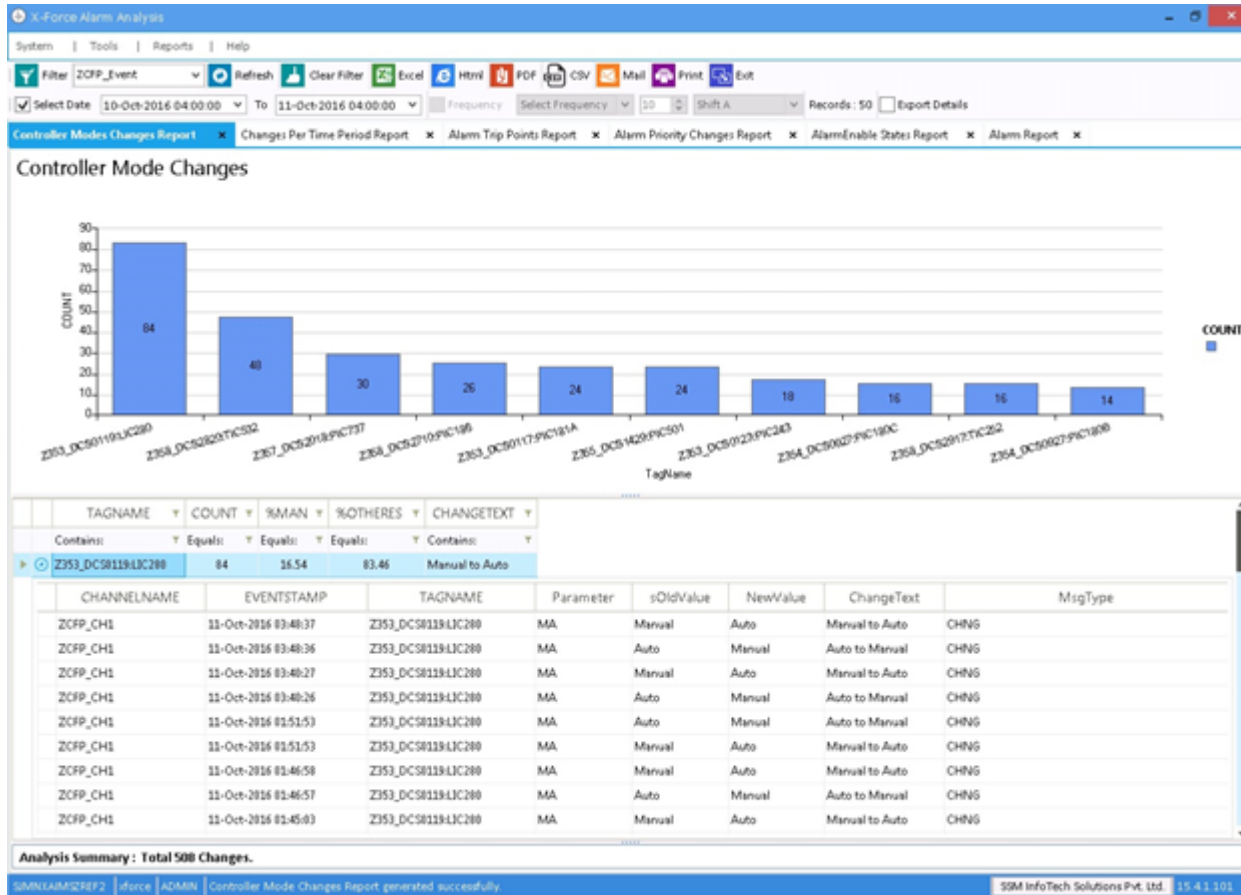 X-Force Alarm Analysis
System | Tools | Reports | Help
Filter ZCFP_Event Refresh Clear Filter Excel Html PDF CSV Mail Print Exit
Select Date 10-Oct-2016 04:00:00 To 11-Oct-2016 04:00:00 Frequency Select Frequency 10 Shift A Records : 50 Export Details
Controller Modes Changes Report x Changes Per Time Period Report x Alarm Trip Points Report x Alarm Priority Changes Report x AlarmEnable States Report x Alarm Report x
Controller Mode Changes
90
80
70
60
50
40
30
20
10
0
COUNT
84
48
30
26
24
24
18
16
16
14
COUNT
TagName
TAGNAME COUNT %MAN %OTHERES CHANGETEXT
Contains: Equals: Equals: Equals: Contains:
Z353_DCS0119:LIC280 84 16.54 83.46 Manual to Auto
CHANNELNAME EVENTSTAMP TAGNAME Parameter sOldValue NewValue ChangeText MsgType
ZCFP_CH1 11-Oct-2016 03:48:37 Z353_DCS0119:LIC280 MA Manual Auto Manual to Auto CHNG
ZCFP_CH1 11-Oct-2016 03:48:36 Z353_DCS0119:LIC280 MA Auto Manual Auto to Manual CHNG
ZCFP_CH1 11-Oct-2016 03:40:27 Z353_DCS0119:LIC280 MA Manual Auto Manual to Auto CHNG
ZCFP_CH1 11-Oct-2016 03:40:26 Z353_DCS0119:LIC280 MA Auto Manual Auto to Manual CHNG
ZCFP_CH1 11-Oct-2016 01:51:53 Z353_DCS0119:LIC280 MA Auto Manual Auto to Manual CHNG
ZCFP_CH1 11-Oct-2016 01:51:53 Z353_DCS0119:LIC280 MA Manual Auto Manual to Auto CHNG
ZCFP_CH1 11-Oct-2016 01:46:58 Z353_DCS0119:LIC280 MA Manual Auto Manual to Auto CHNG
ZCFP_CH1 11-Oct-2016 01:46:57 Z353_DCS0119:LIC280 MA Auto Manual Auto to Manual CHNG
ZCFP_CH1 11-Oct-2016 01:45:03 Z353_DCS0119:LIC280 MA Manual Auto Manual to Auto CHNG
Analysis Summary : Total 508 Changes.
xforce ADMIN Controller Mode Changes Report generated successfully. SSM InfoTech Solutions Pvt. Ltd. 15.4.1.101